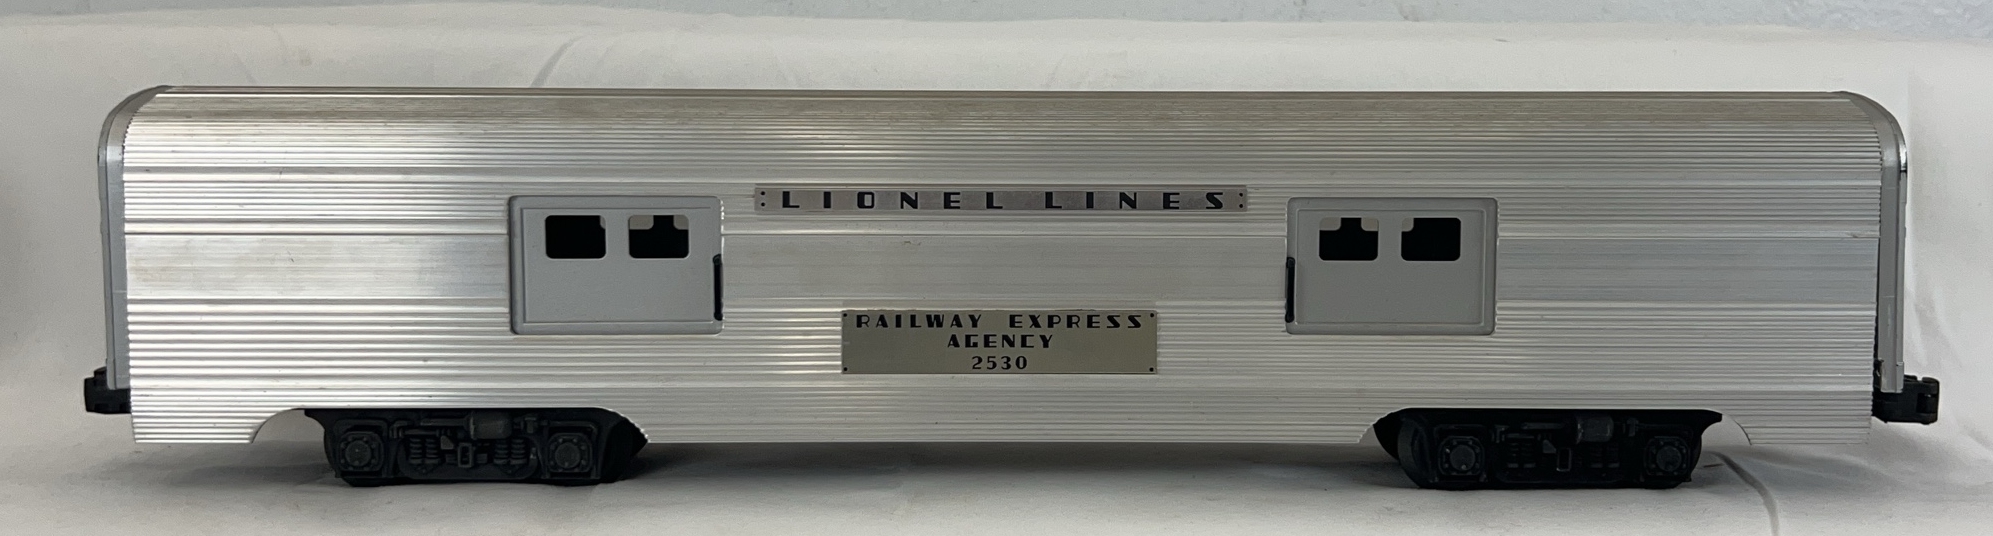 LIONEL LINES
RAILWAY EXPRESS
AGENCY
2530